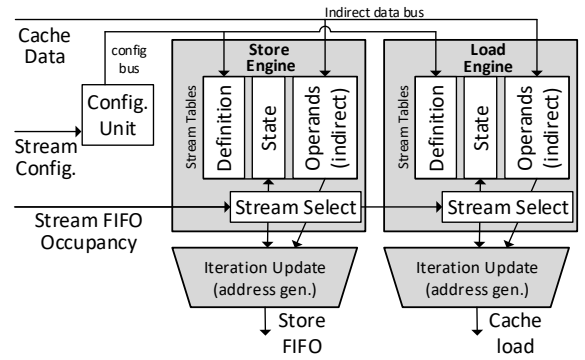 Indirect data bus
Cache
Data
config
bus
Store
Engine
Load
Engine
Config.
Unit
Stream Tables
Definition
State
Operands
(indirect)
Stream Tables
Definition
State
Operands
(indirect)
Stream
Config.
Stream Select
Stream Select
Stream FIFO
Occupancy
Iteration Update
(address gen.)
Iteration Update
(address gen.)
Store
FIFO
Cache
load